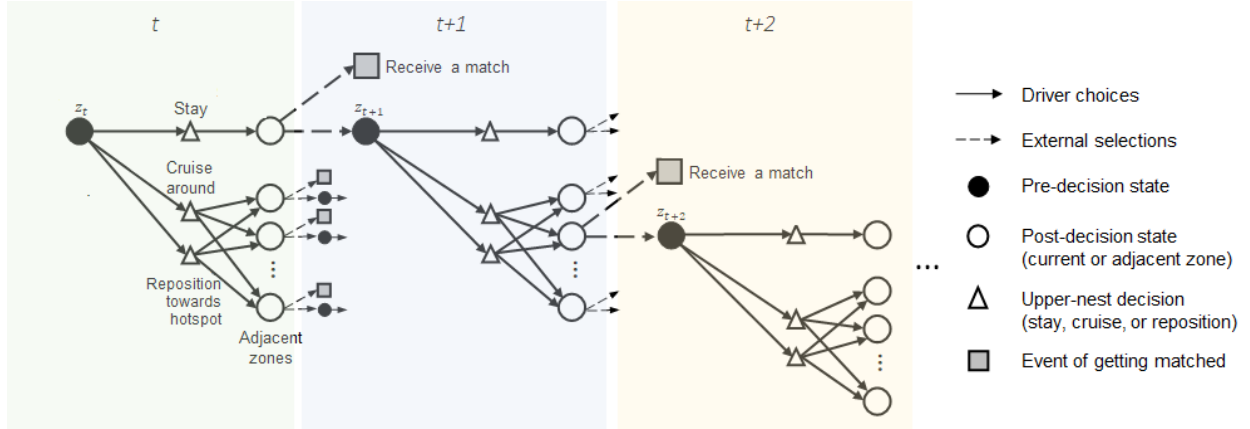 t
t+1
t+2
Receive a match
z_t
Stay
z_{t+1}
Cruise
around
Receive a match
z_{t+2}
Reposition
towards
hotspot
Adjacent
zones
...
Driver choices
External selections
Pre-decision state
Post-decision state
(current or adjacent zone)
Upper-nest decision
(stay, cruise, or reposition)
Event of getting matched